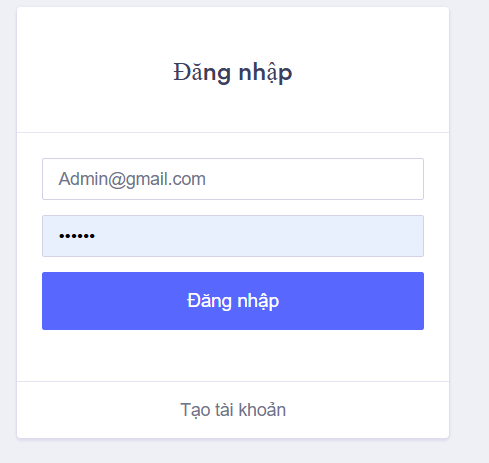 Đăng nhập
Admin@gmail.com
••••••
Đăng nhập
Tạo tài khoản